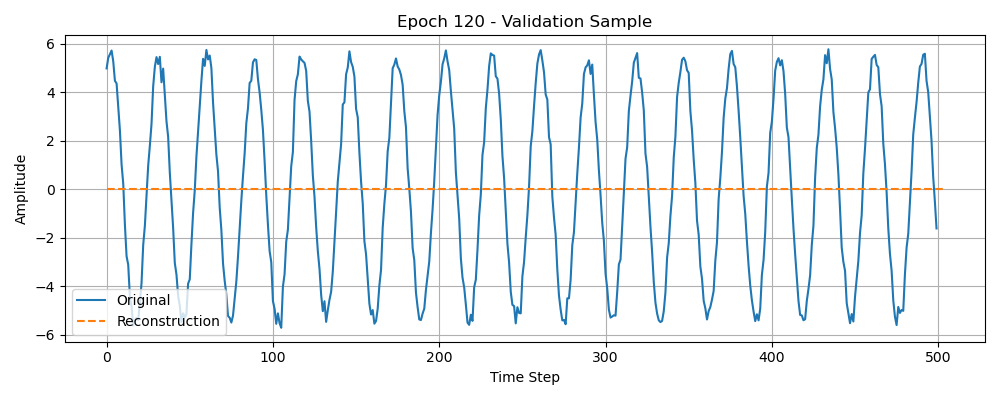 Epoch 120 - Validation Sample
6
4
2
0
−2
−4
−6
Amplitude
Original
Reconstruction
0
100
200
300
400
500
Time Step